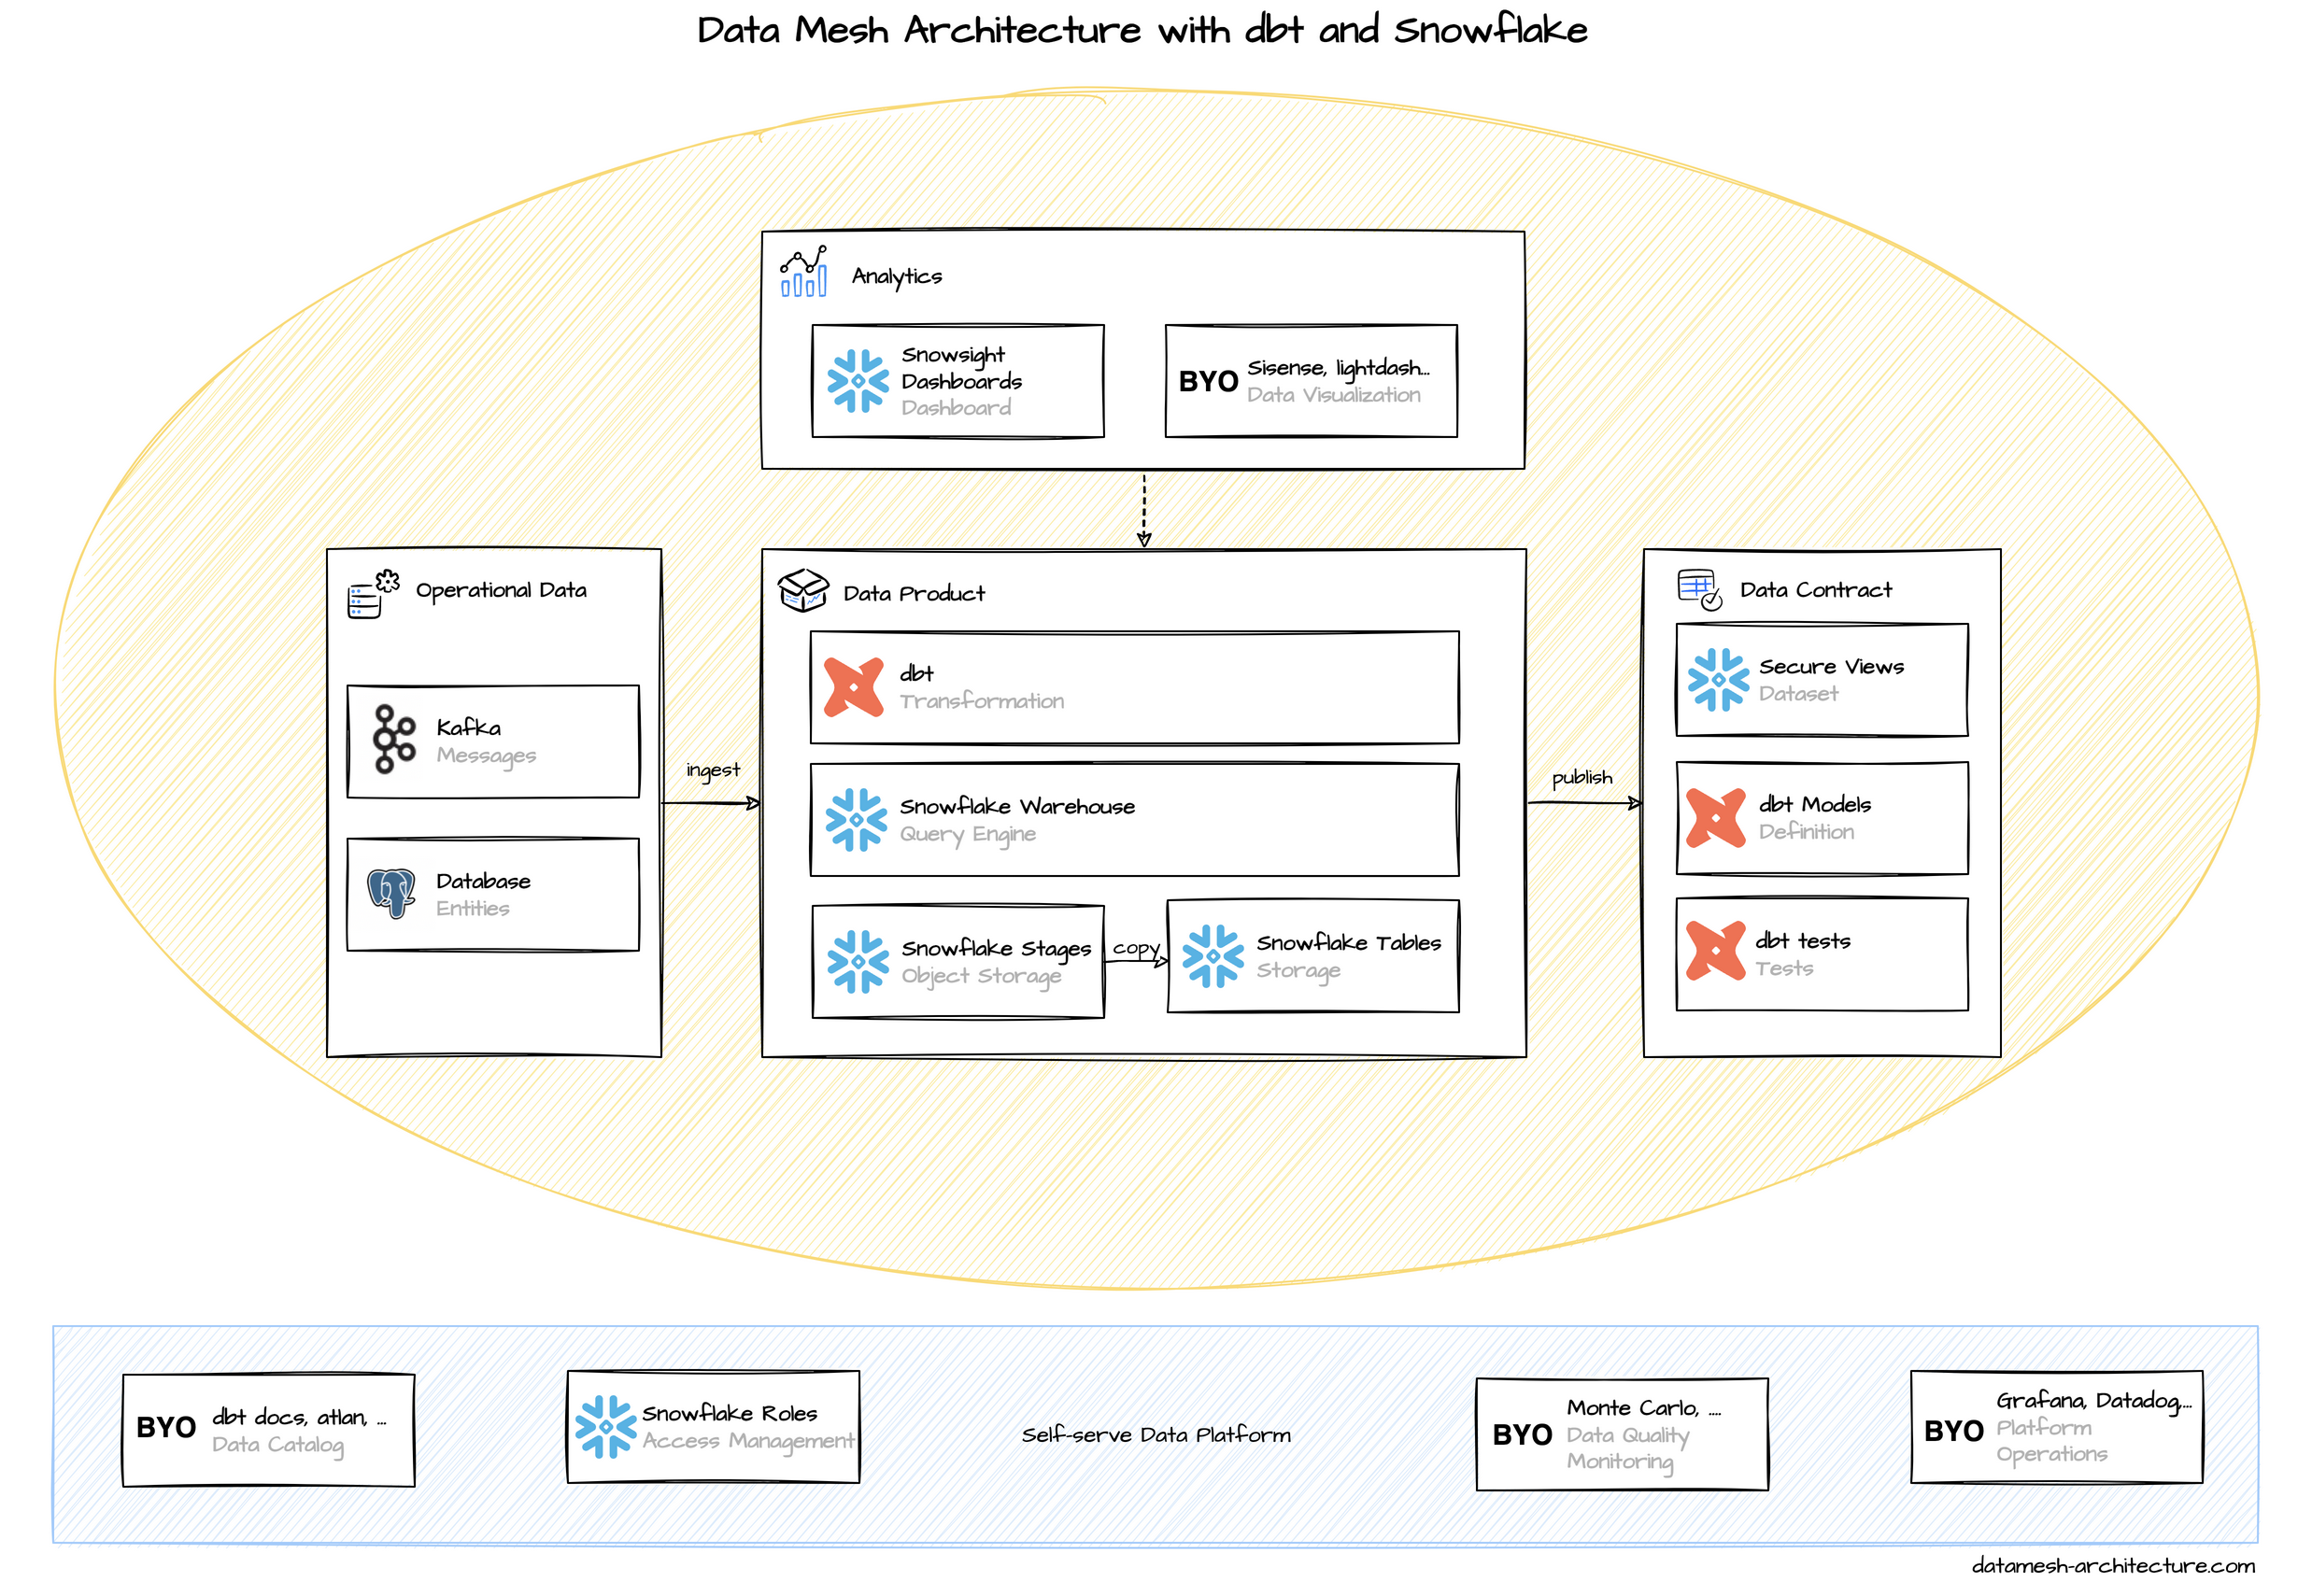 Data Mesh Architecture with dbt and Snowflake
Analytics
Snowsight
Dashboards
Dashboard
BYO
Sisense, lightdash...
Data Visualization
Operational Data
Kafka
Messages
Database
Entities
ingest
Data Product
dbt
Transformation
Snowflake Warehouse
Query Engine
Snowflake Stages
Object Storage
copy
Snowflake Tables
Storage
publish
Data Contract
Secure Views
Dataset
dbt Models
Definition
dbt tests
Tests
BYO
dbt docs, atlan, ...
Data Catalog
Snowflake Roles
Access Management
Self-serve Data Platform
BYO
Monte Carlo, ....
Data Quality
Monitoring
BYO
Grafana, Datadog,...
Platform
Operations
datamesh-architecture.com